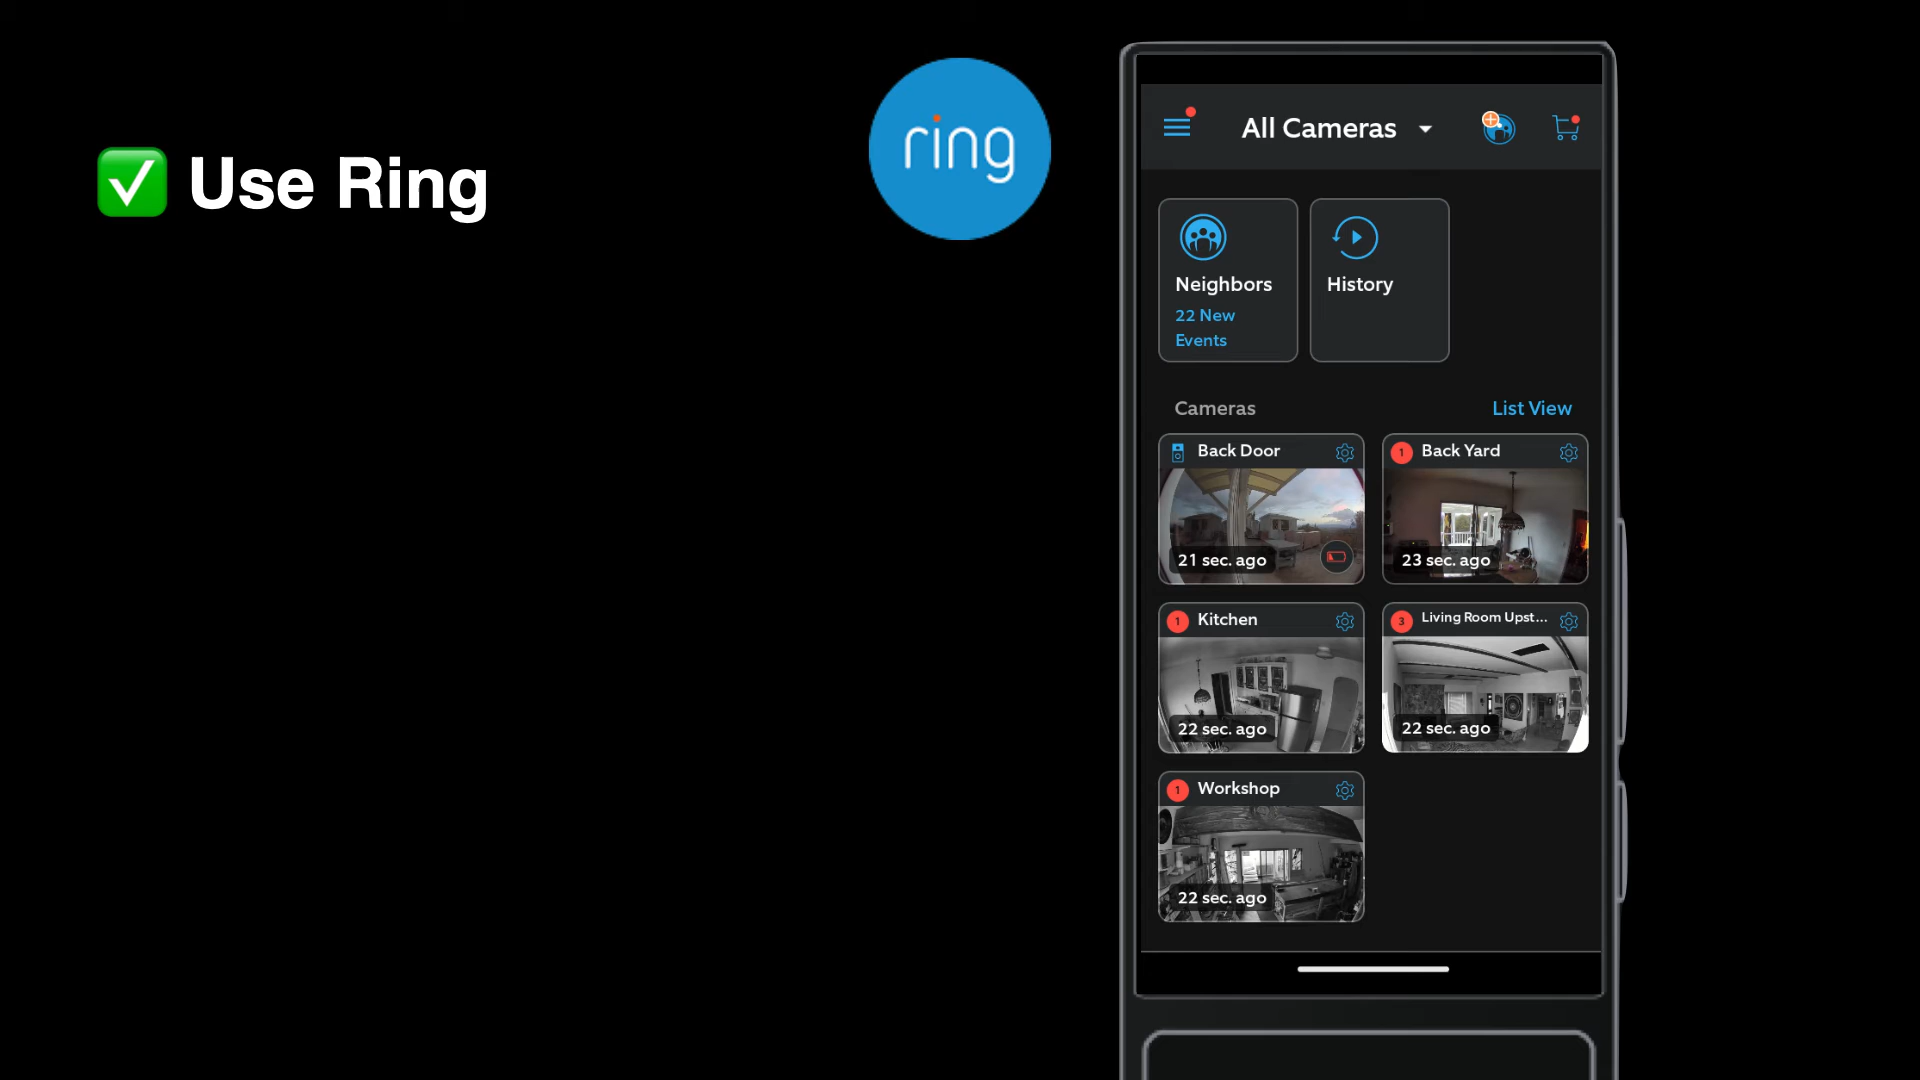 ✅ Use Ring
ring
All Cameras
Neighbors
22 New
Events
History
Cameras
List View
Back Door
21 sec. ago
1
Back Yard
23 sec. ago
1
Kitchen
22 sec. ago
3
Living Room Upst...
22 sec. ago
1
Workshop
22 sec. ago